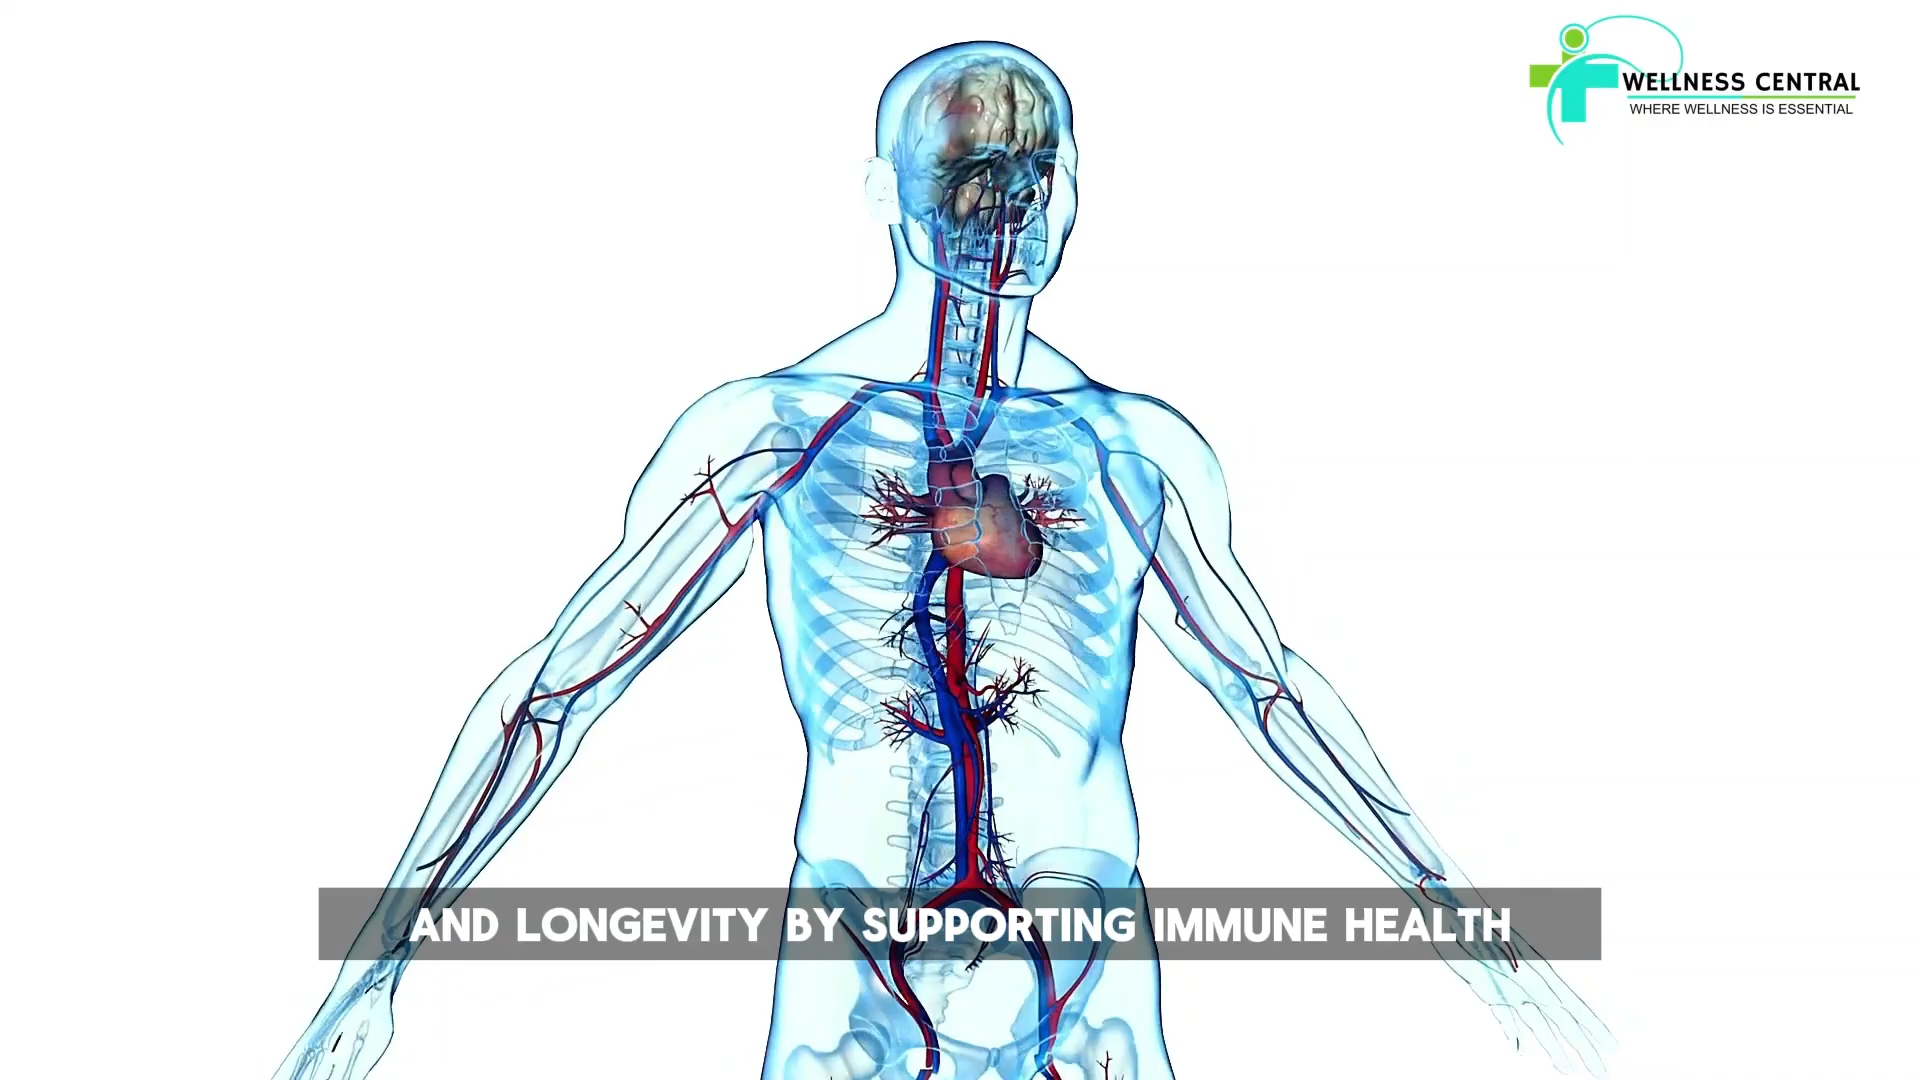 WELLNESS CENTRAL
WHERE WELLNESS IS ESSENTIAL
AND LONGEVITY BY SUPPORTING IMMUNE HEALTH